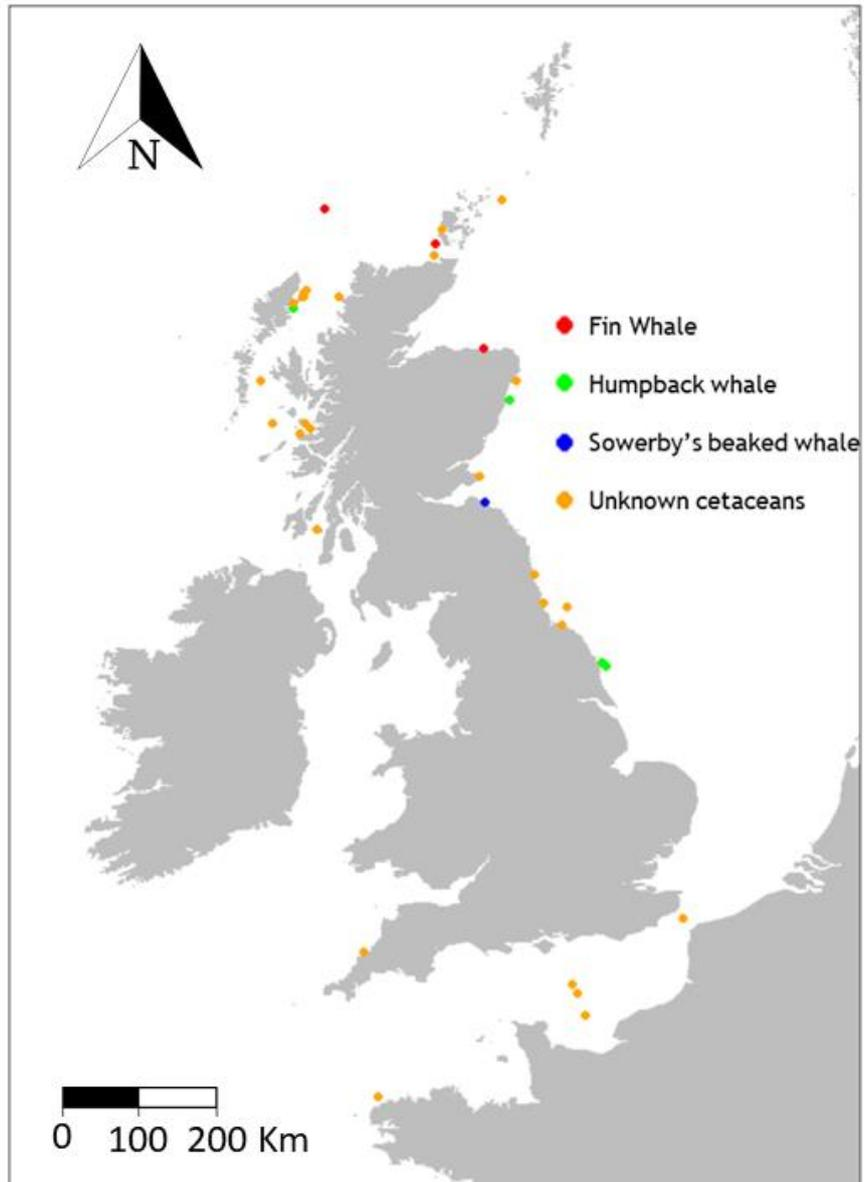 N
Fin Whale
Humpback whale
Sowerby's beaked whale
Unknown cetaceans
0 100 200 Km